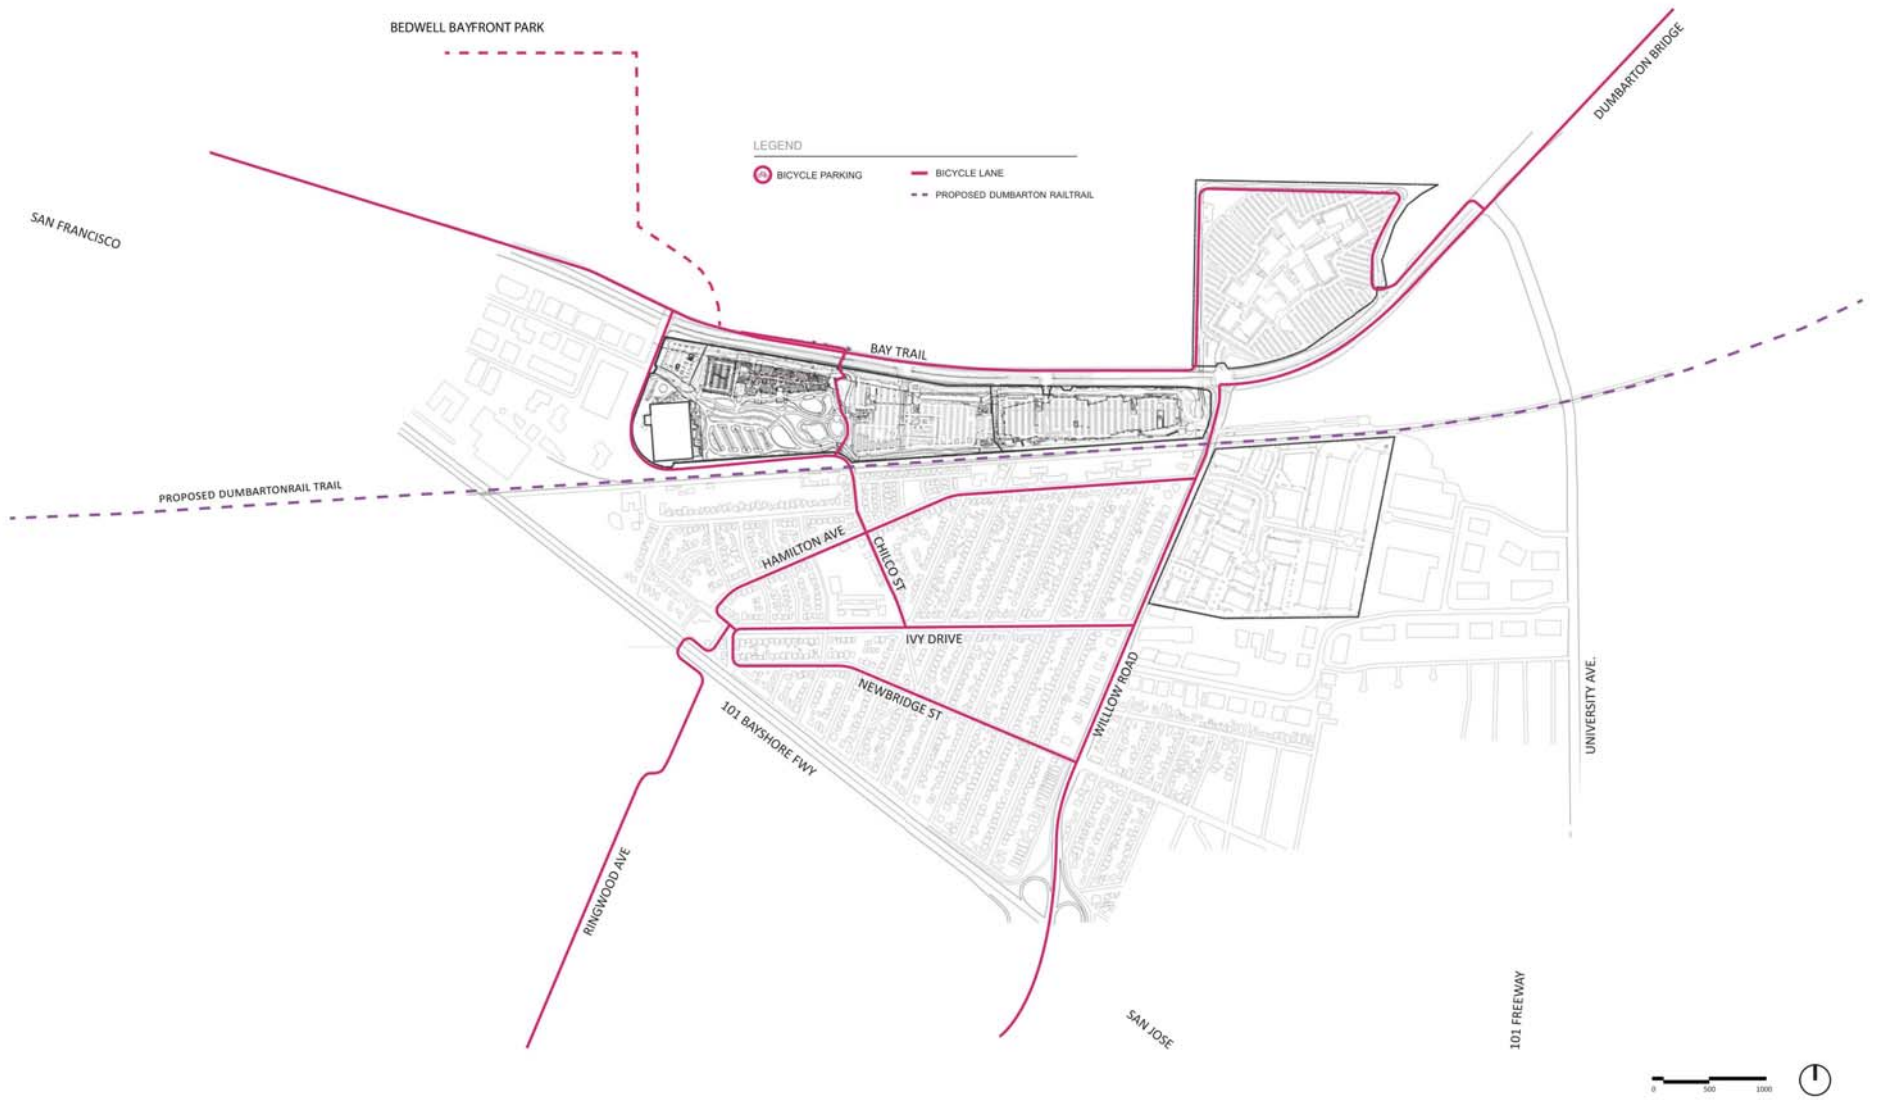 BEDWELL BAYFRONT PARK
DUMBARTON BRIDGE
LEGEND
BICYCLE PARKING
BICYCLE LANE
PROPOSED DUMBARTON RAILTRAIL
SAN FRANCISCO
BAY TRAIL
PROPOSED DUMBARTONRAIL TRAIL
HAMILTON AVE
CHILCO ST
IVY DRIVE
NEWBRIDGE ST
WILLLOW ROAD
101 BAYSHORE FWY
UNIVERSITY AVE.
RINGWOOD AVE
SAN JOSE
101 FREEWAY
0 500 1000